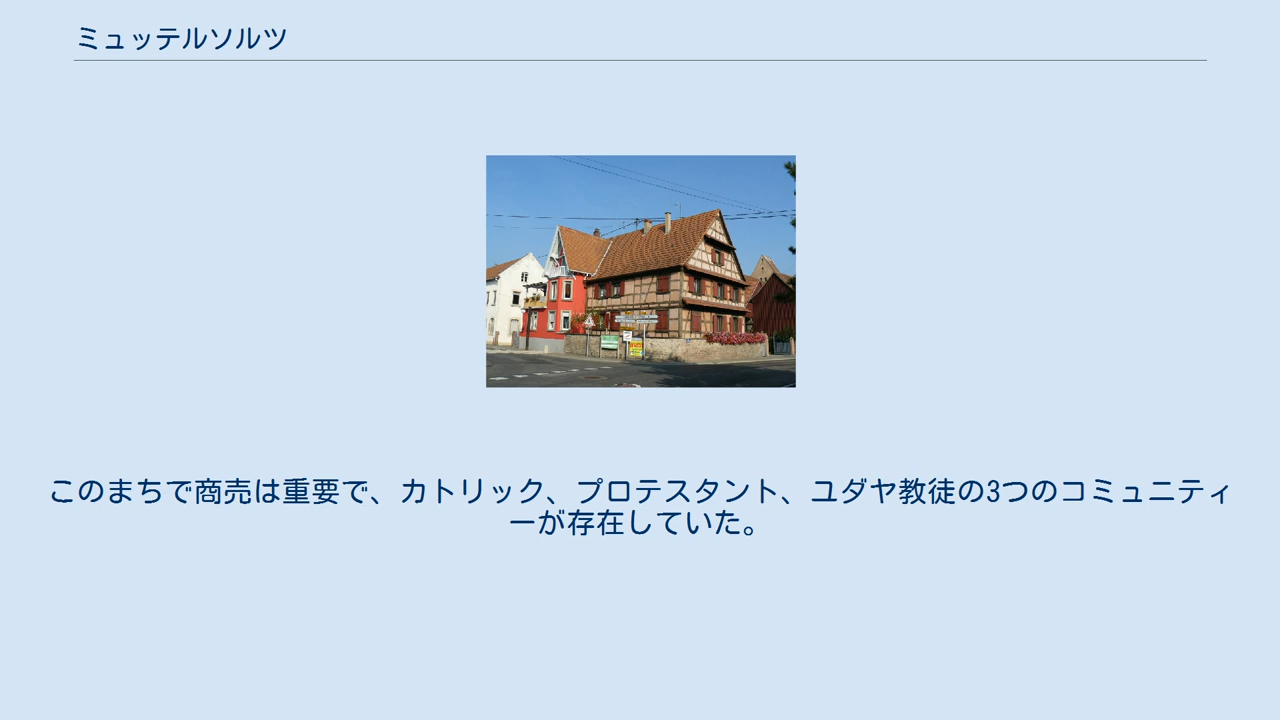 ミュッテルソルツ
このまちで商売は重要で、カトリック、プロテスタント、ユダヤ教徒の3つのコミュニティ
ーが存在していた。